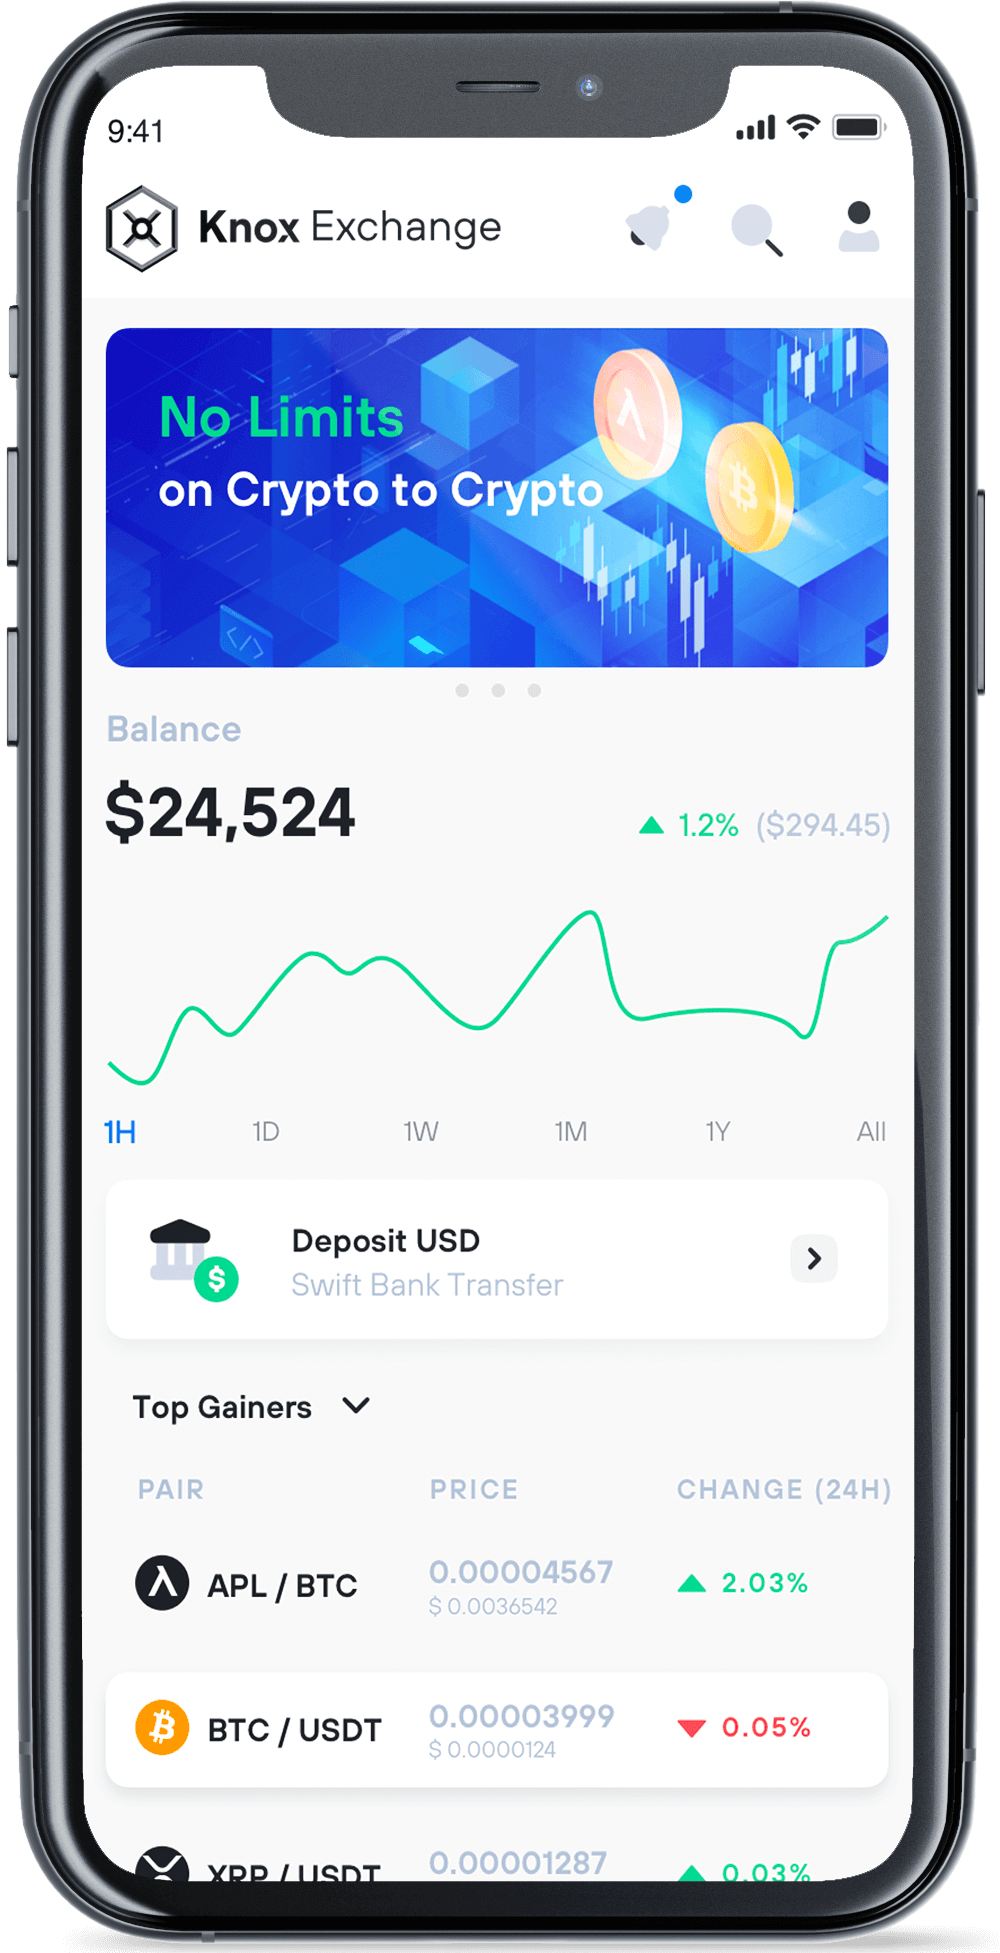 9:41
Knox Exchange
No Limits
on Crypto to Crypto
</>
Balance
$24,524
1.2% ($294.45)
1H 1D 1W 1M 1Y All
Deposit USD
Swift Bank Transfer
Top Gainers
PAIR PRICE CHANGE (24H)
APL / BTC 0.00004567 2.03%
$ 0.0036542
BTC / USDT 0.00003999 0.05%
$ 0.0000124
XRP / USDT 0.00001287 0.03%